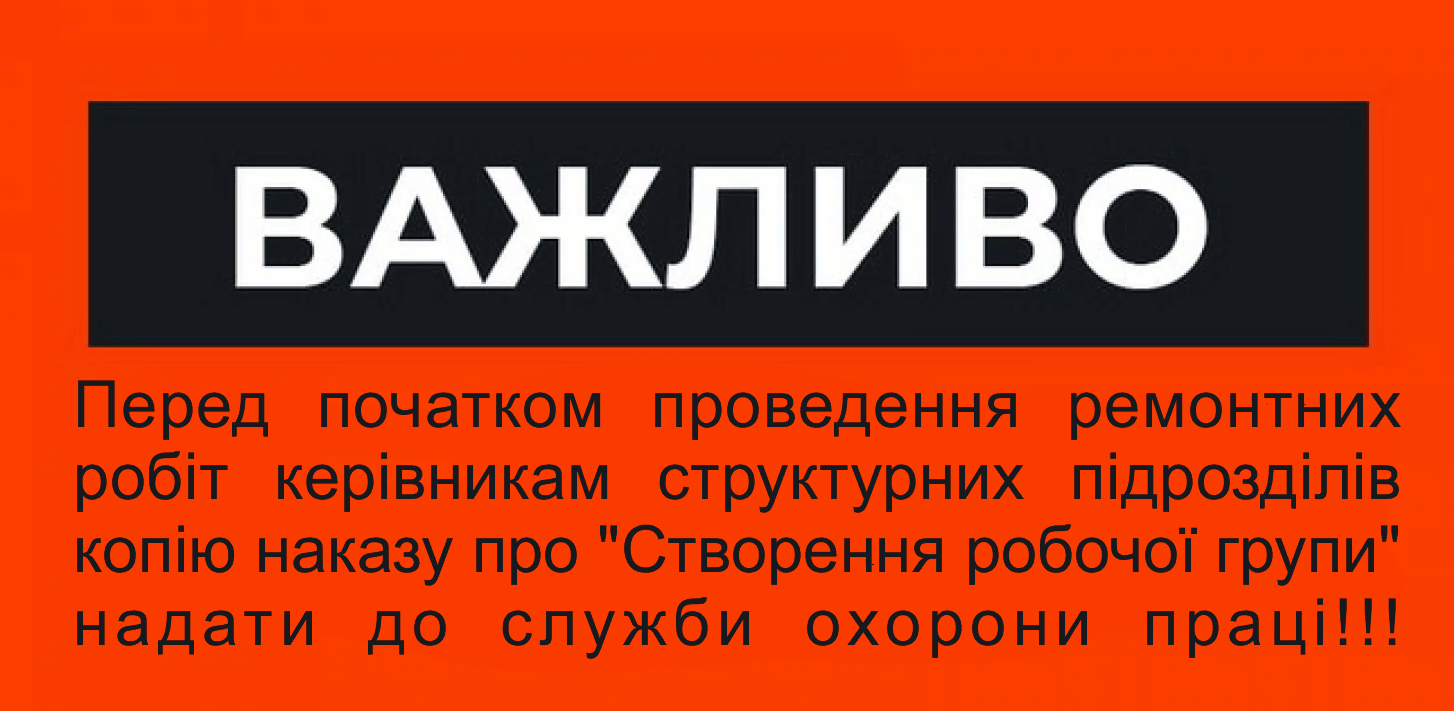 ВАЖЛИВО
Перед початком проведення ремонтних
робіт керівникам структурних підрозділів
копію наказу про "Створення робочої групи"
надати до служби охорони праці!!!